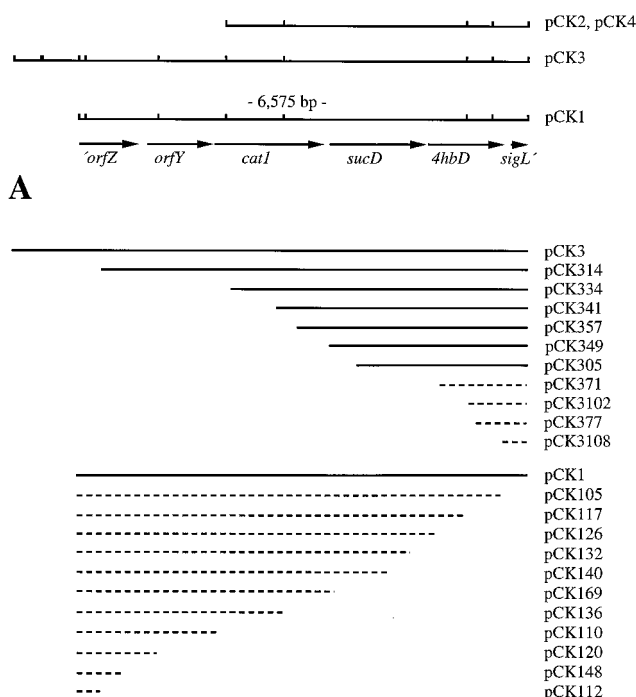 pCK2, pCK4
pCK3
- 6,575 bp -
pCK1
´orfZ orfY cat1 sucD 4hbD sigL´
A
pCK3
pCK314
pCK334
pCK341
pCK357
pCK349
pCK305
pCK371
pCK3102
pCK377
pCK3108
pCK1
pCK105
pCK117
pCK126
pCK132
pCK140
pCK169
pCK136
pCK110
pCK120
pCK148
pCK112